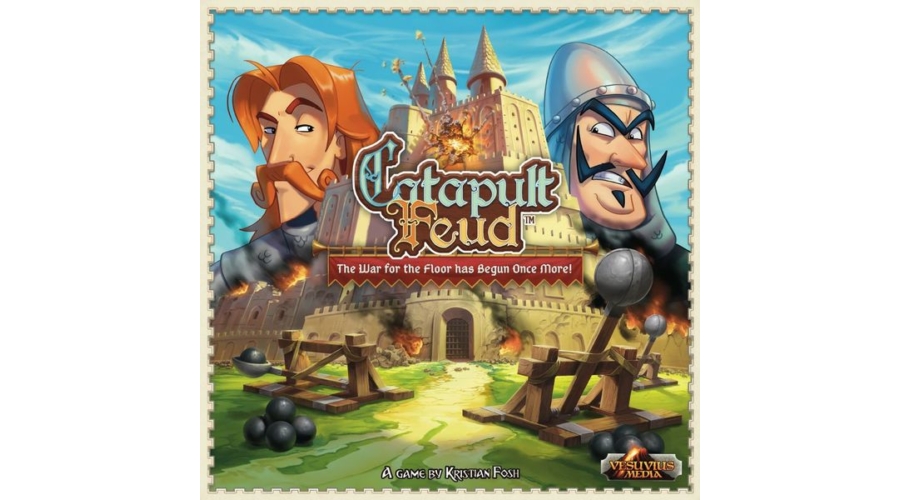 Catapult
Feud™
The War for the Floor has Begun Once More!
A game by Kristian Fosh
Vesuvius
Media